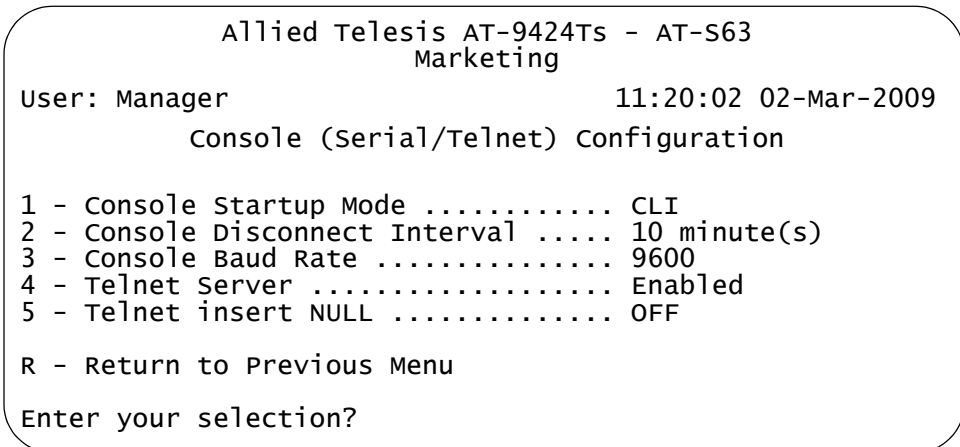 Allied Telesis AT-9424Ts - AT-S63
Marketing
User: Manager 11:20:02 02-Mar-2009
Console (Serial/Telnet) Configuration
1 - Console Startup Mode ............ CLI
2 - Console Disconnect Interval ..... 10 minute(s)
3 - Console Baud Rate ............... 9600
4 - Telnet Server ................... Enabled
5 - Telnet insert NULL .............. OFF
R - Return to Previous Menu
Enter your selection?